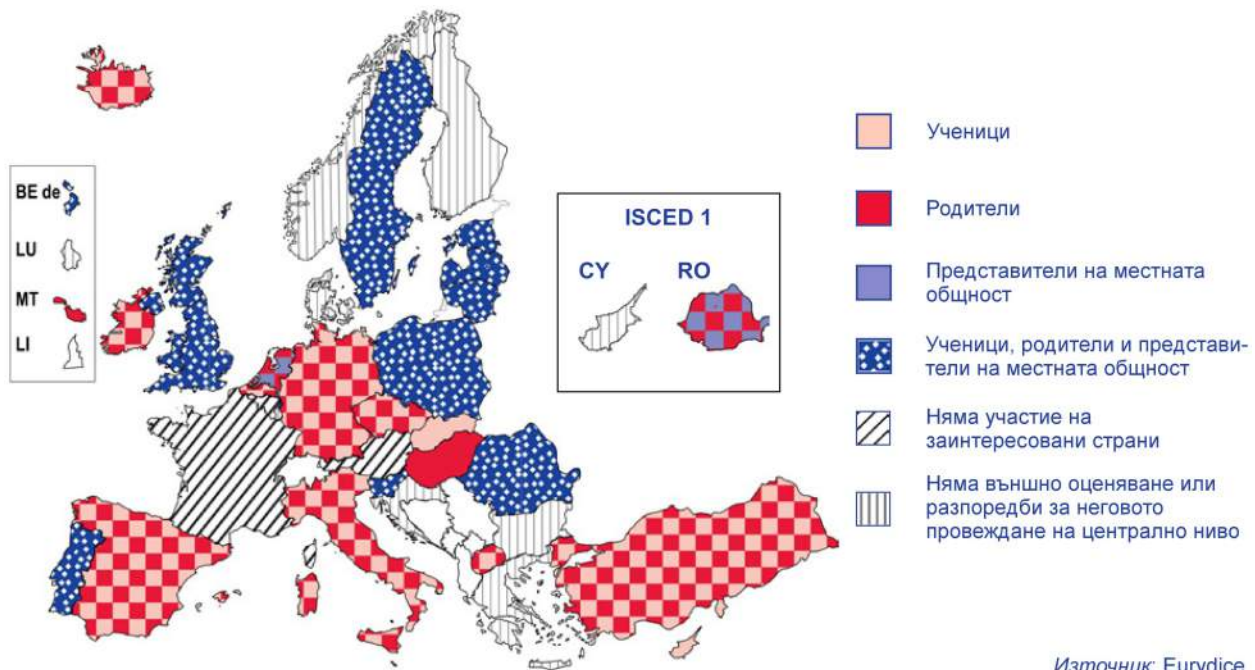 BE de
LU
MT
LI
ISCED 1
CY
RO
Ученици
Родители
Представители на местната
общност
Ученици, родители и представи-
тели на местната общност
Няма участие на
заинтересовани страни
Няма външно оценяване или
разпоредби за неговото
провеждане на централно ниво
Източник: Eurydice